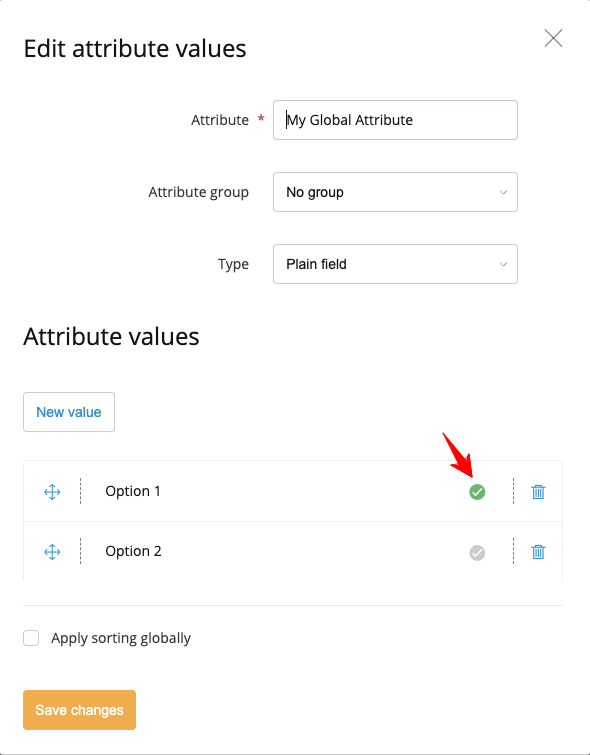 Edit attribute values
Attribute * My Global Attribute
Attribute group No group
Type Plain field
Attribute values
New value
Option 1
Option 2
Apply sorting globally
Save changes